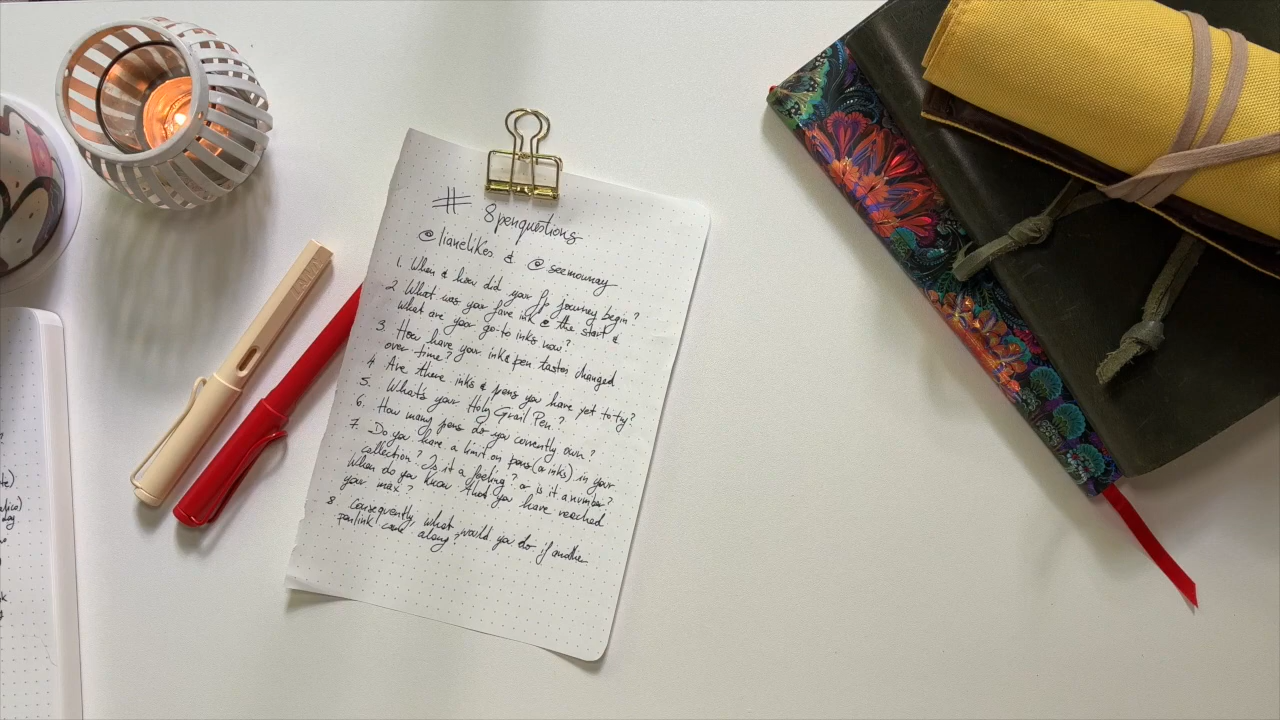 LAMY
# 8penquestions
@lianelikes & @seemownay
1. When & how did your fp journey begin?
2. What was your fave ink @ the start &
What are your go-to inks now?
3. How have your ink & pen tastes changed
over time?
4 Are there inks & pens you have yet to try?
5. What's your Holy Grail Pen?
6. How many pens do you currently own?
7. Do you have a limit on pens (& inks) in your
collection? Is it a feeling? or is it a number?
When do you know that you have reached
your max?
8. Consequently, what would you do if another
pen/ink came along
day